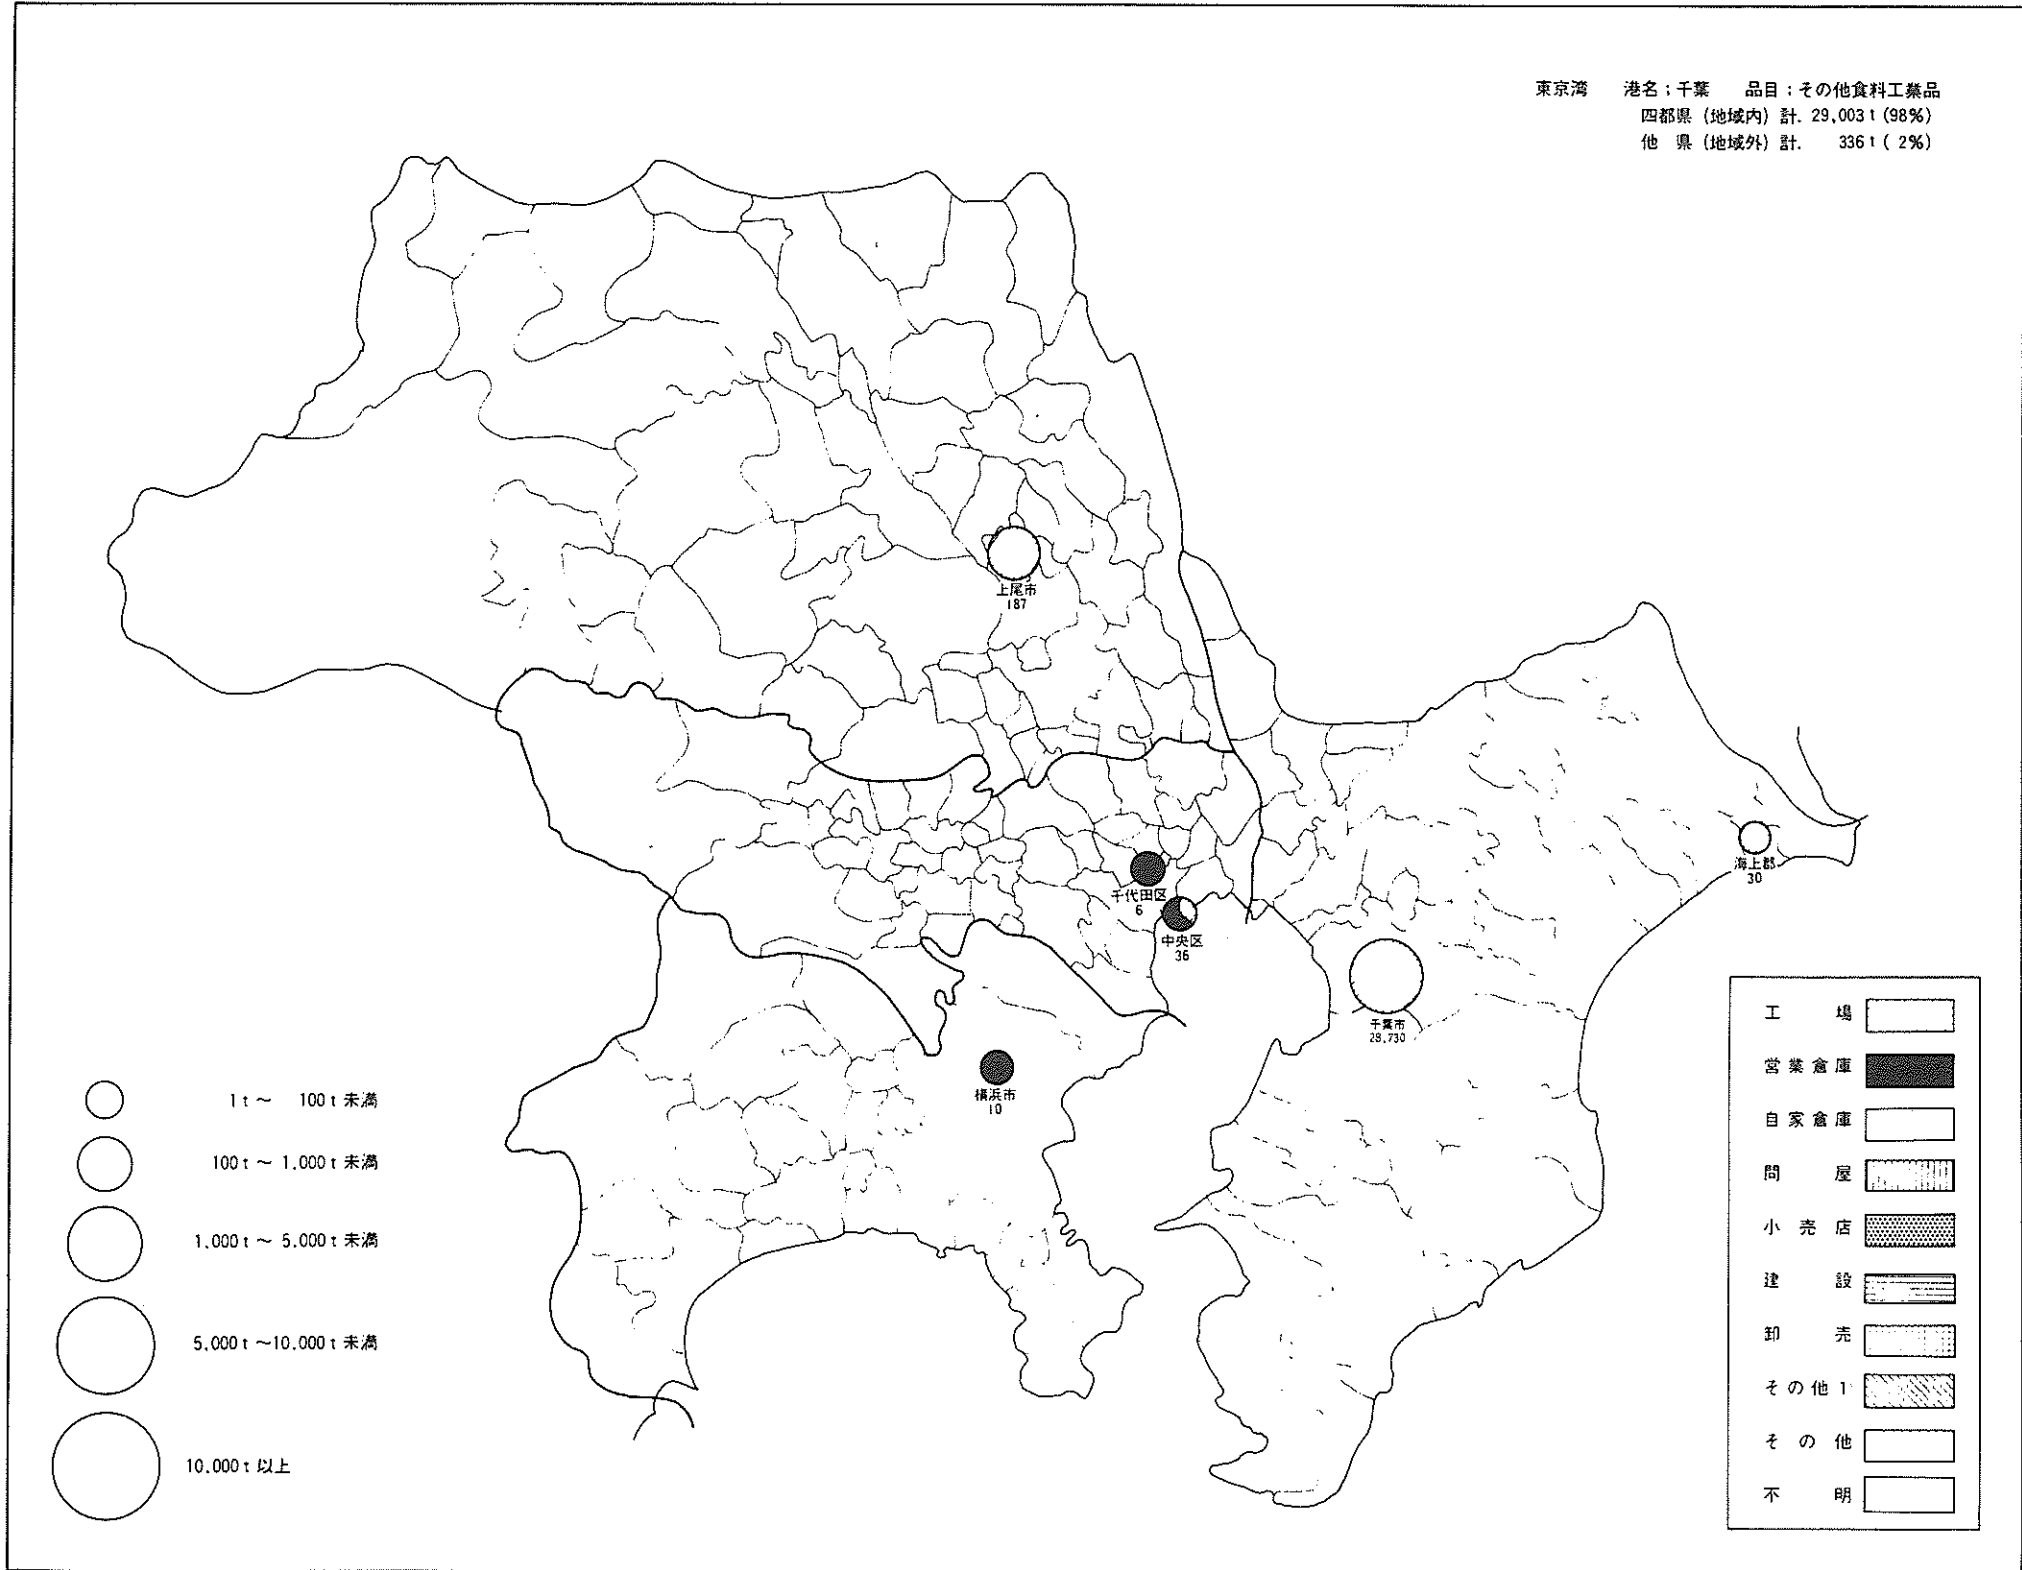 東京湾 港名;千葉 品目:その他食料工業品
四都県(地域内)計. 29,003t(98%)
他 県(地域外)計. 336t( 2%)
上尾市
187
千代田区
6
中央区
36
海上郡
30
千葉市
28,730
横浜市
10
1t~ 100t未満
100t~1,000t未満
1,000t~5,000t未満
5,000t~10,000t未満
10,000t以上
工場
営業倉庫
自家倉庫
問屋
小売店
建設
卸売
その他1
その他
不明